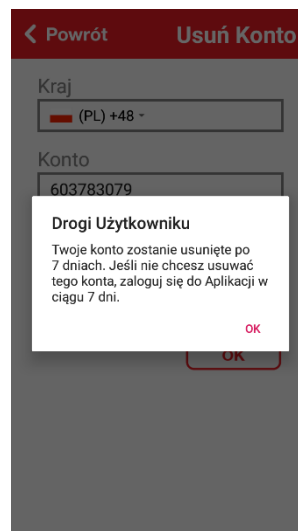 Powrót
Usuń Konto
Kraj
(PL) +48
Konto
603783079
Drogi Użytkowniku
Twoje konto zostanie usunięte po
7 dniach. Jeśli nie chcesz usuwać
tego konta, zaloguj się do Aplikacji w
ciągu 7 dni.
OK
OK